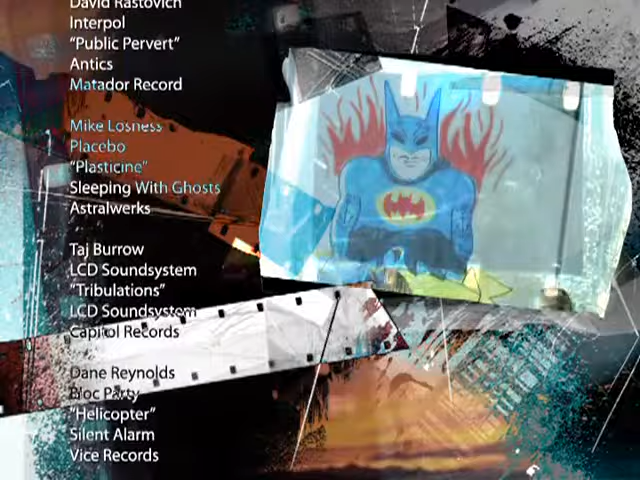 David Rastovich
Interpol
"Public Pervert"
Antics
Matador Record
Mike Losness
Placebo
"Plasticine"
Sleeping With Ghosts
Astralwerks
Taj Burrow
LCD Soundsystem
"Tribulations"
LCD Soundsystem
Capitol Records
Dane Reynolds
Bloc Party
"Helicopter"
Silent Alarm
Vice Records